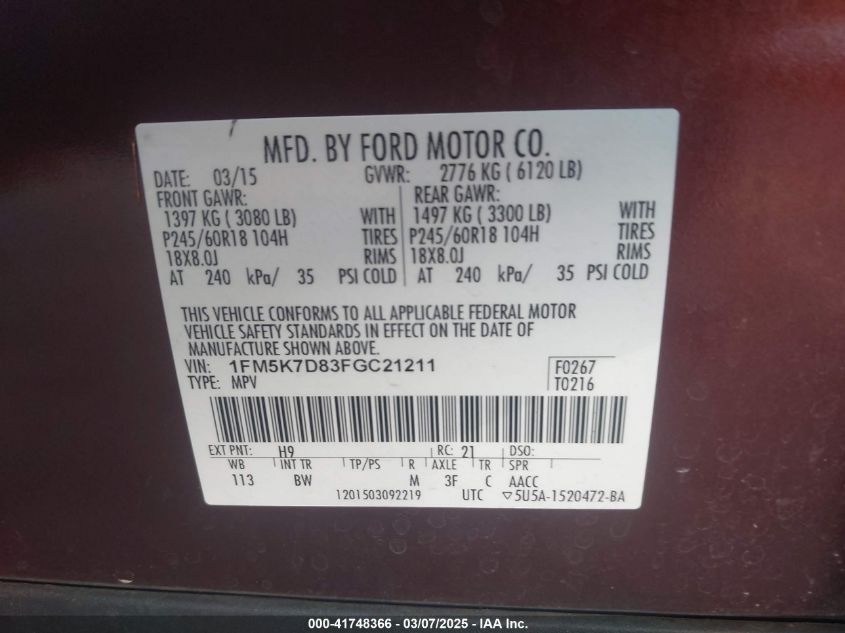 MFD. BY FORD MOTOR CO.
DATE: 03/15 GVWR: 2776 KG ( 6120 LB)
FRONT GAWR: REAR GAWR:
1397 KG ( 3080 LB) WITH 1497 KG ( 3300 LB) WITH
P245/60R18 104H TIRES P245/60R18 104H TIRES
18X8.0J RIMS 18X8.0J RIMS
AT 240 kPa/ 35 PSI COLD AT 240 kPa/ 35 PSI COLD
THIS VEHICLE CONFORMS TO ALL APPLICABLE FEDERAL MOTOR
VEHICLE SAFETY STANDARDS IN EFFECT ON THE DATE OF
MANUFACTURE SHOWN ABOVE.
VIN: 1FM5K7D83FGC21211 F0267
TYPE: MPV T0216
EXT PNT: H9 RC: 21 DSO:
WB INT TR TP/PS R AXLE TR SPR
113 BW M 3F C AACC
1201503092219 UTC ▽5U5A-1520472-BA
000-41748366 | 03/07/2025 - IAA Inc.